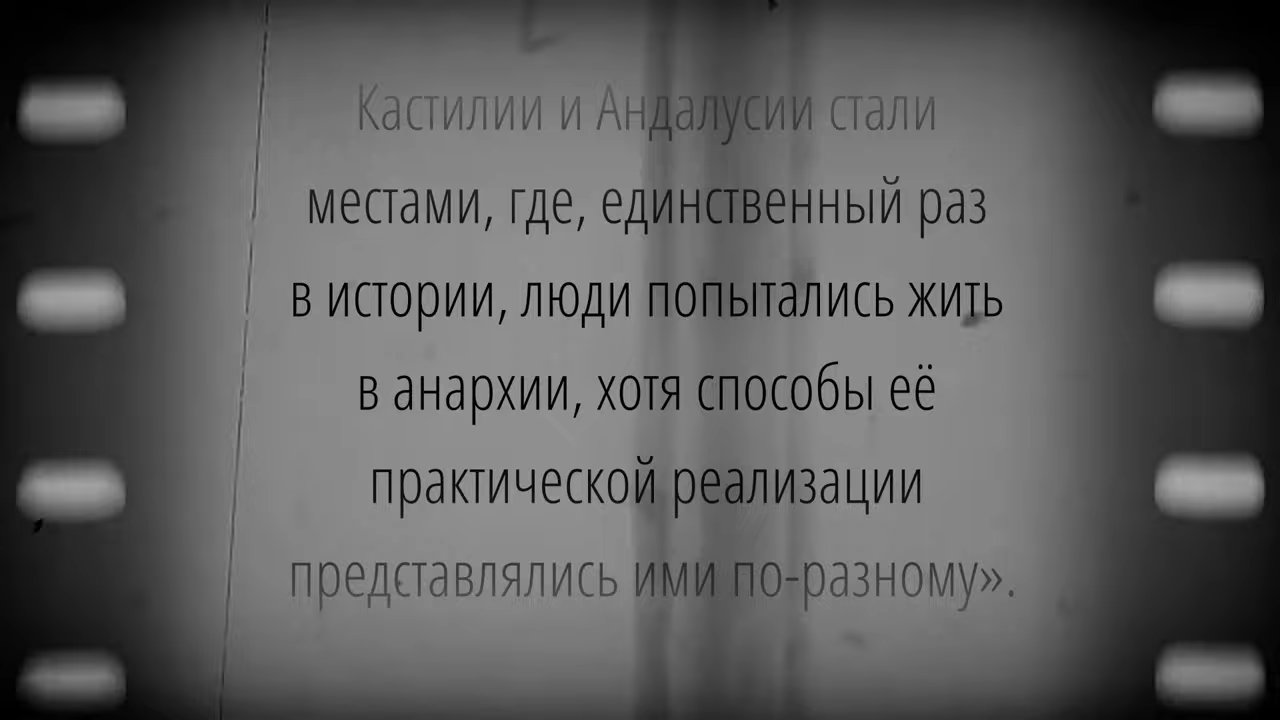 Кастилии и Андалусии стали
местами, где, единственный раз
в истории, люди попытались жить
в анархии, хотя способы её
практической реализации
представлялись ими по-разному».